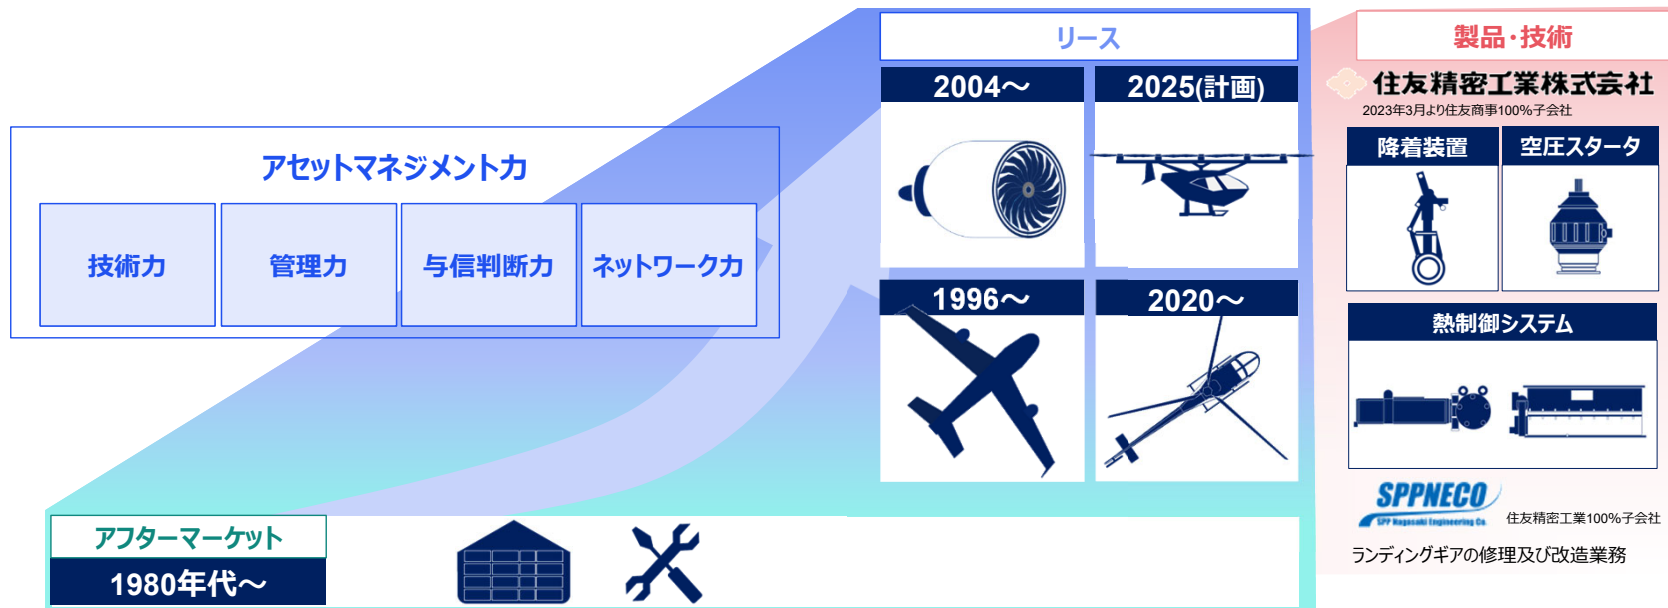 アセットマネジメント力
技術力
管理力
与信判断力
ネットワーク力
アフターマーケット
1980年代～
リース
2004～
2025(計画)
1996～
2020～
製品・技術
住友精密工業株式会社
2023年3月より住友商事100%子会社
降着装置
空圧スタータ
熱制御システム
SPPNECO
SPP Nagasaki Engineering Co.
住友精密工業100%子会社
ランディングギアの修理及び改造業務